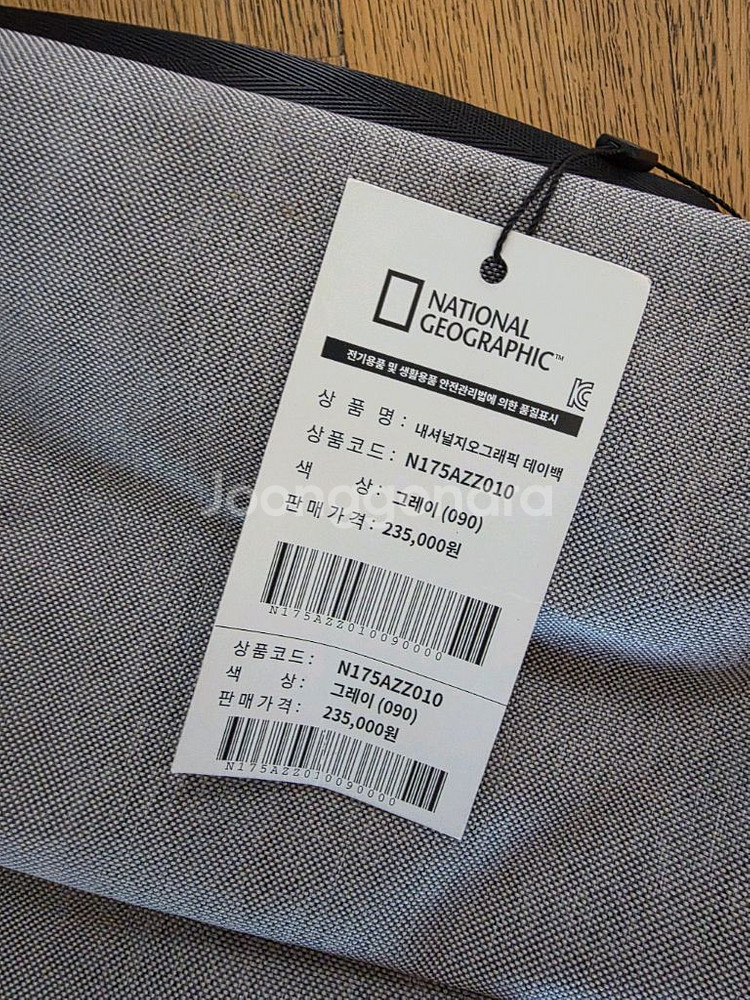 NATIONAL
GEOGRAPHIC™
전기용품 및 생활용품 안전관리법에 의한 품질표시
상 품 명 : 내셔널지오그래픽 데이백
상품코드 : N175AZZ010
색 상 : 그레이 (090)
판매가격 : 235,000원
N175AZZ010090000
상품코드 : N175AZZ010
색 상 : 그레이 (090)
판매가격 : 235,000원
N175AZZ010090000
Joonggonara